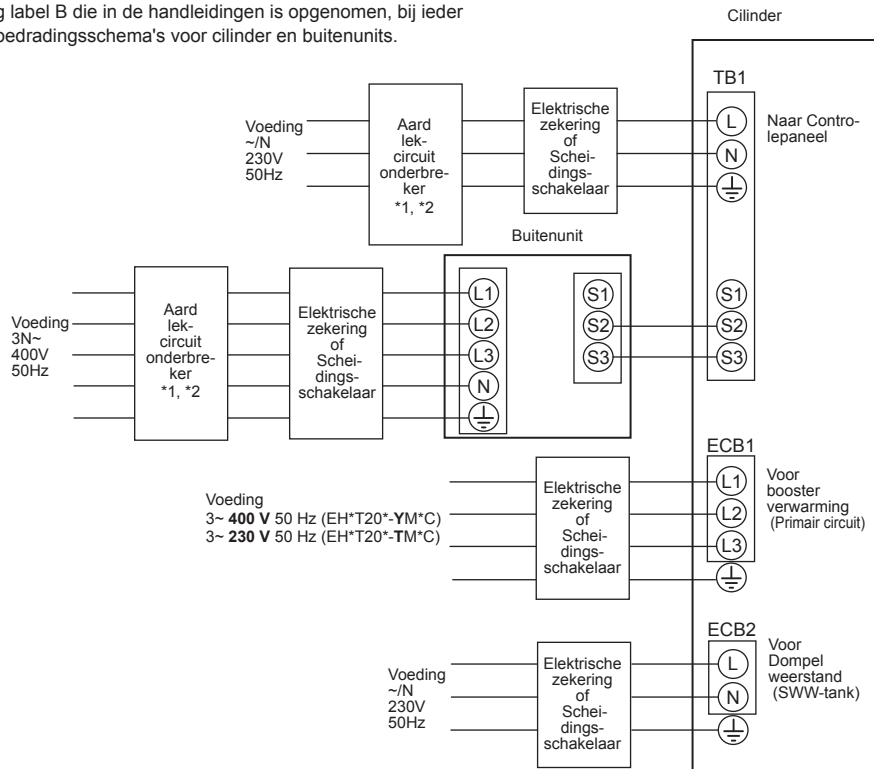 g label B die in de handleidingen is opgenomen, bij ieder
bedradingsschema's voor cilinder en buitenunits.
Cilinder
TB1
Voeding
~/N
230V
50Hz
Aard
lek-
circuit
onderbre-
ker
*1, *2
Elektrische
zekering
of
Schei-
dings-
schakelaar
L
N
Naar Contro-
lepaneel
S1
S2
S3
Buitenunit
Voeding
3N~
400V
50Hz
Aard
lek-
circuit
onderbre-
ker
*1, *2
Elektrische
zekering
of
Schei-
dings-
schakelaar
L1
L2
L3
N
S1
S2
S3
ECB1
Voeding
3~ 400 V 50 Hz (EH*T20*-YM*C)
3~ 230 V 50 Hz (EH*T20*-TM*C)
Elektrische
zekering
of
Schei-
dings-
schakelaar
L1
L2
L3
Voor
booster
verwarming
(Primair circuit)
ECB2
Voeding
~/N
230V
50Hz
Elektrische
zekering
of
Schei-
dings-
schakelaar
L
N
Voor
Dompel
weerstand
(SWW-tank)